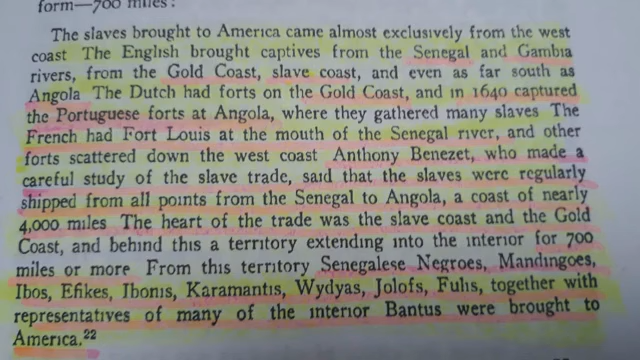 form—700 miles:
The slaves brought to America came almost exclusively from the west
coast The English brought captives from the Senegal and Gambia
rivers, from the Gold Coast, slave coast, and even as far south as
Angola The Dutch had forts on the Gold Coast, and in 1640 captured
the Portuguese forts at Angola, where they gathered many slaves The
French had Fort Louis at the mouth of the Senegal river, and other
forts scattered down the west coast Anthony Benezet, who made a
careful study of the slave trade, said that the slaves were regularly
shipped from all points from the Senegal to Angola, a coast of nearly
4,000 miles The heart of the trade was the slave coast and the Gold
Coast, and behind this a territory extending into the interior for 700
miles or more From this territory Senegalese Negroes, Mandingoes,
Ibos, Efikes, Ibonis, Karamantis, Wydyas, Jolofs, Fulis, together with
representatives of many of the interior Bantus were brought to
America.22